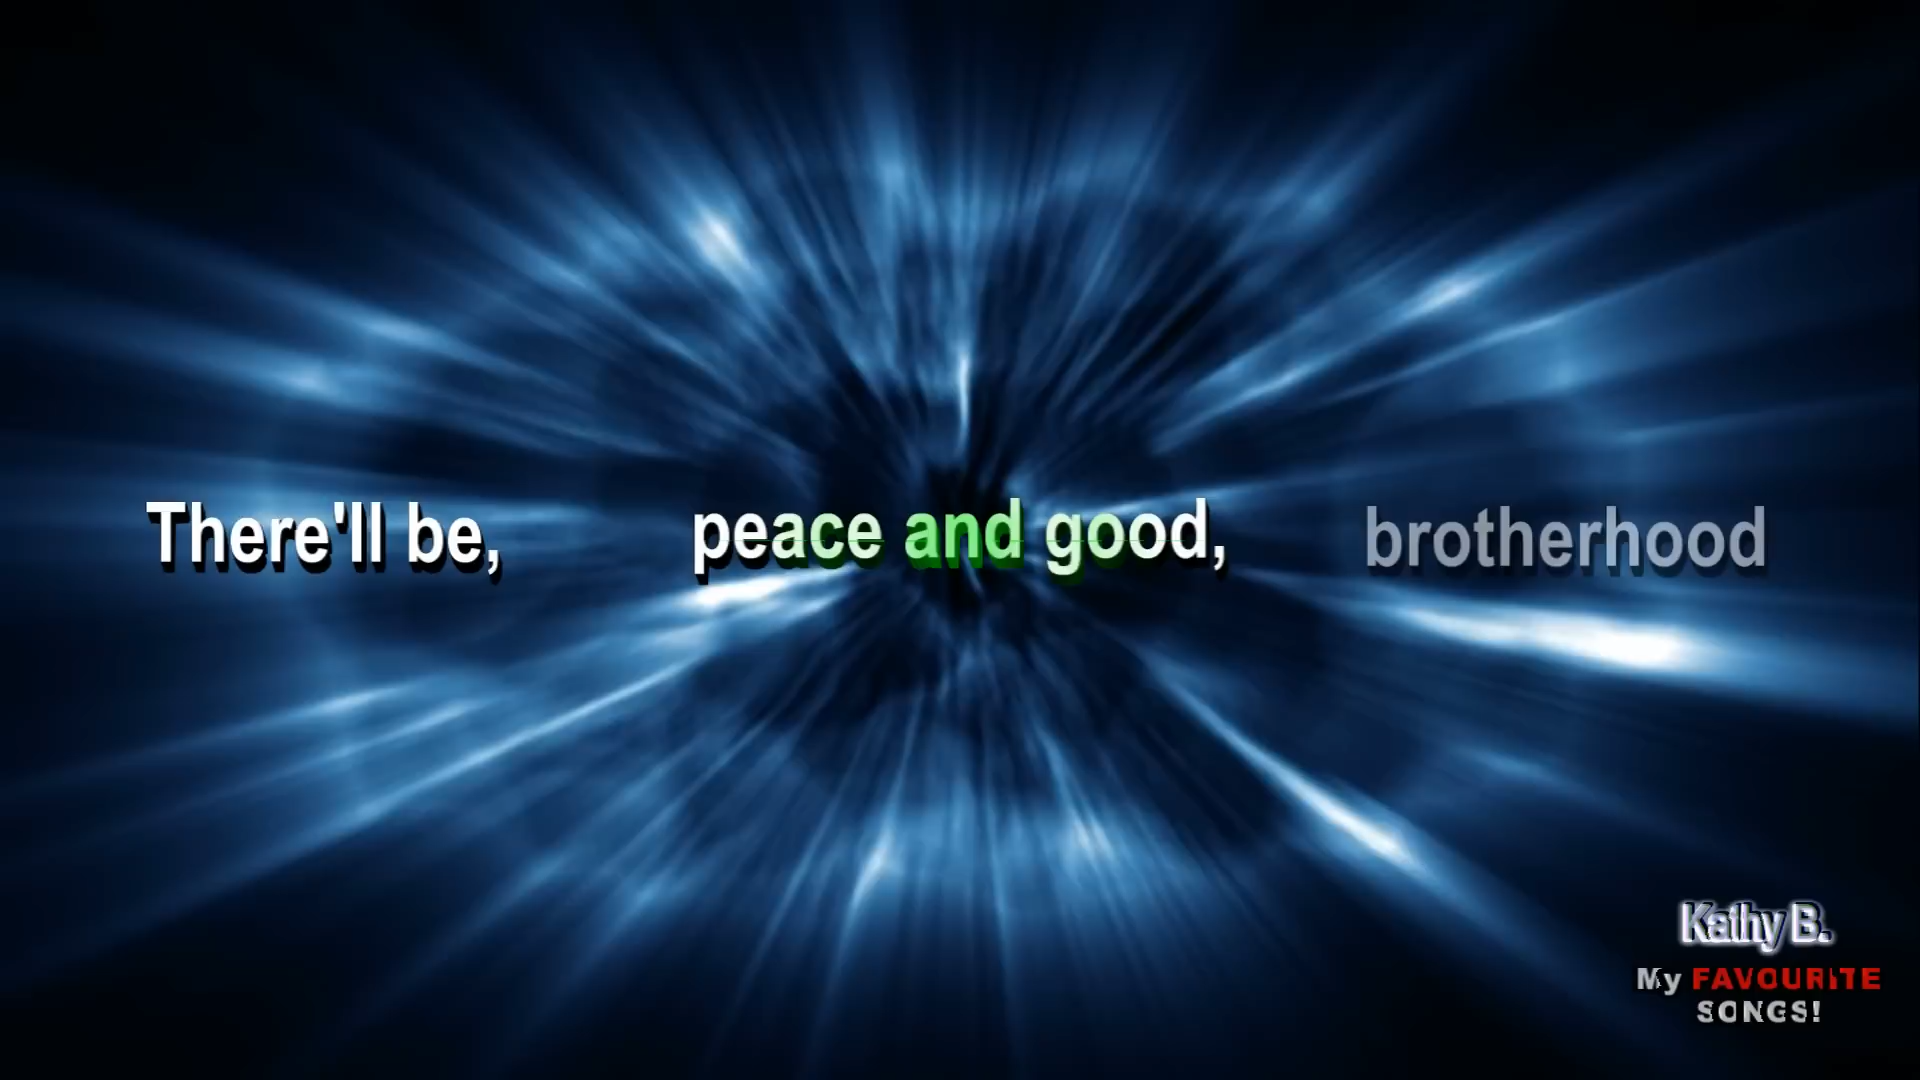 There'll be, peace and good, brotherhood
Kathy B.
My FAVOURITE
SONGS!